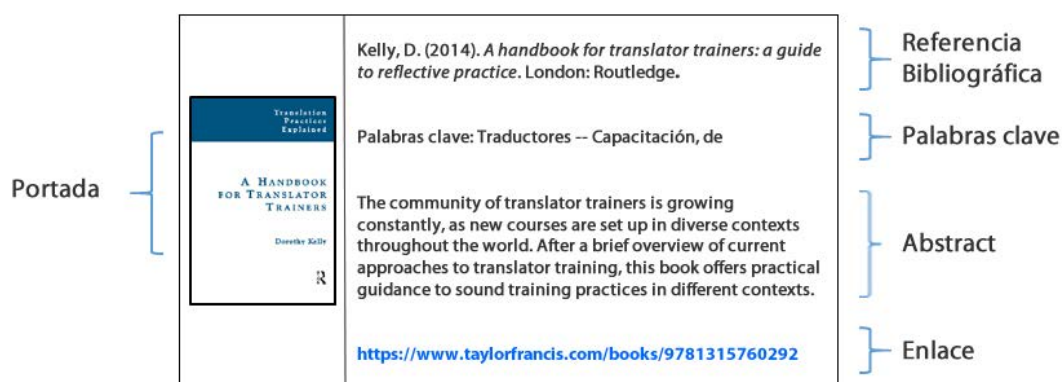 Portada
Translation
Practices
Explained
A HANDBOOK
FOR TRANSLATOR
TRAINERS
Dorothy Kelly
R
Kelly, D. (2014). A handbook for translator trainers: a guide
to reflective practice. London: Routledge.
Palabras clave: Traductores -- Capacitación, de
The community of translator trainers is growing
constantly, as new courses are set up in diverse contexts
throughout the world. After a brief overview of current
approaches to translator training, this book offers practical
guidance to sound training practices in different contexts.
https://www.taylorfrancis.com/books/9781315760292
Referencia
Bibliográfica
Palabras clave
Abstract
Enlace